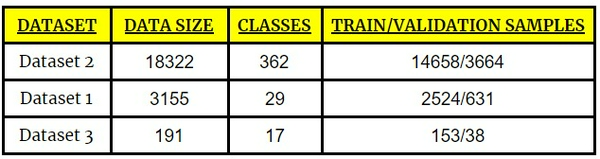 DATASET DATA SIZE CLASSES TRAIN/VALIDATION SAMPLES
Dataset 2 18322 362 14658/3664
Dataset 1 3155 29 2524/631
Dataset 3 191 17 153/38